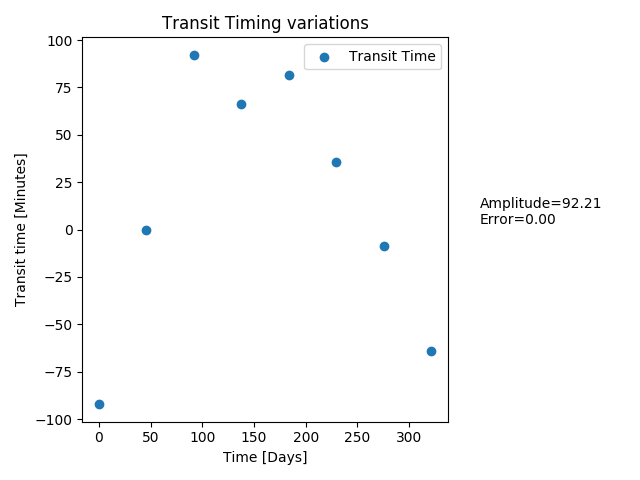 Transit Timing variations
Transit Time
100
75
50
25
0
−25
−50
−75
−100
Transit time [Minutes]
0
50
100
150
200
250
300
Time [Days]
Amplitude=92.21
Error=0.00